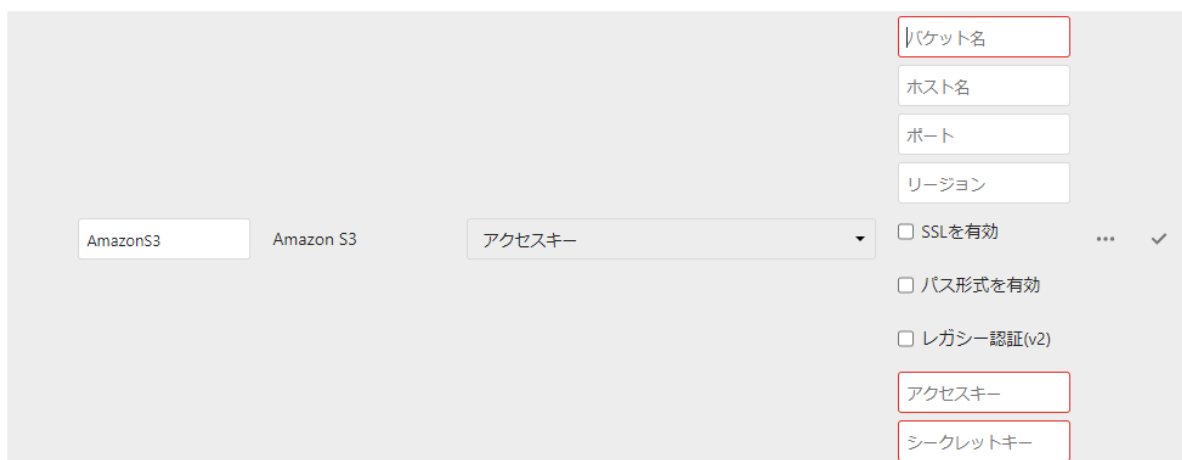 バケット名
ホスト名
ポート
リージョン
AmazonS3 Amazon S3 アクセスキー SSLを有効
パス形式を有効
レガシー認証(v2)
アクセスキー
シークレットキー